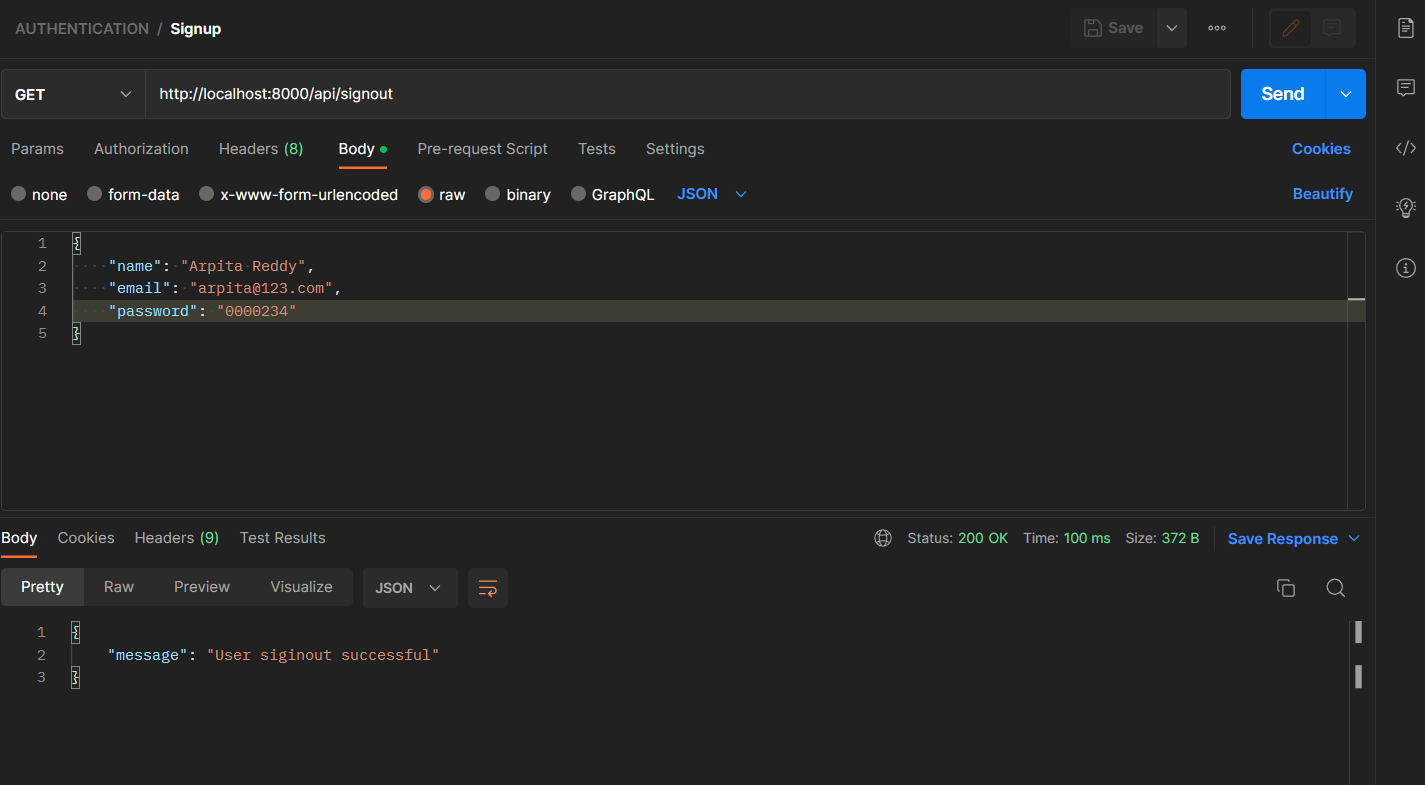 AUTHENTICATION / Signup Save
GET http://localhost:8000/api/signout Send
Params Authorization Headers (8) Body Pre-request Script Tests Settings Cookies
none form-data x-www-form-urlencoded raw binary GraphQL JSON Beautify
1 {
2 "name": "Arpita Reddy",
3 "email": "arpita@123.com",
4 "password": "0000234"
5 }
Body Cookies Headers (9) Test Results Status: 200 OK Time: 100 ms Size: 372 B Save Response
Pretty Raw Preview Visualize JSON
1 {
2 "message": "User siginout successful"
3 }